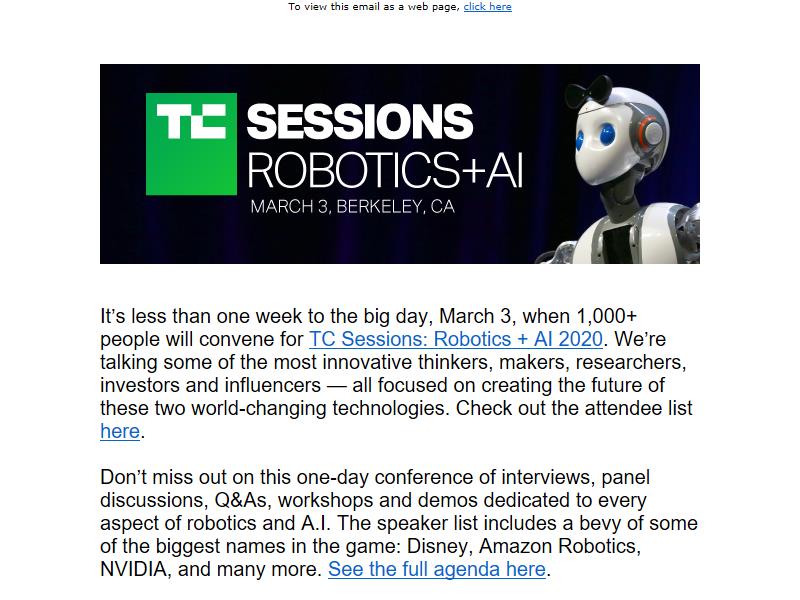 To view this email as a web page, click here
TC SESSIONS
ROBOTICS+AI
MARCH 3, BERKELEY, CA
It’s less than one week to the big day, March 3, when 1,000+
people will convene for TC Sessions: Robotics + AI 2020. We’re
talking some of the most innovative thinkers, makers, researchers,
investors and influencers — all focused on creating the future of
these two world-changing technologies. Check out the attendee list
here.
Don’t miss out on this one-day conference of interviews, panel
discussions, Q&As, workshops and demos dedicated to every
aspect of robotics and A.I. The speaker list includes a bevy of some
of the biggest names in the game: Disney, Amazon Robotics,
NVIDIA, and many more. See the full agenda here.